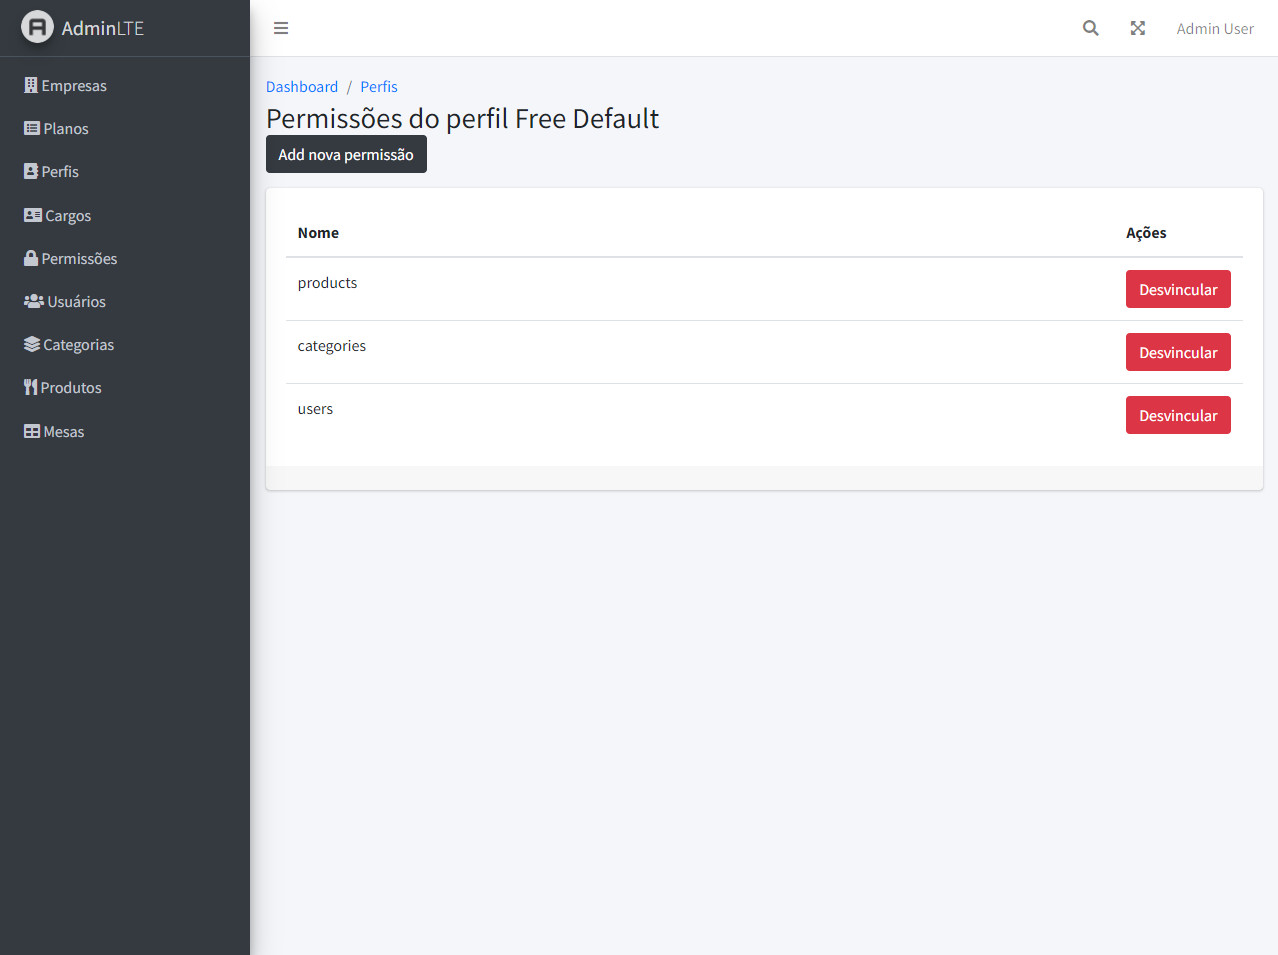 AdminLTE
Admin User
Empresas
Planos
Perfis
Cargos
Permissões
Usuários
Categorias
Produtos
Mesas
Dashboard / Perfis
Permissões do perfil Free Default
Add nova permissão
Nome Ações
products Desvincular
categories Desvincular
users Desvincular